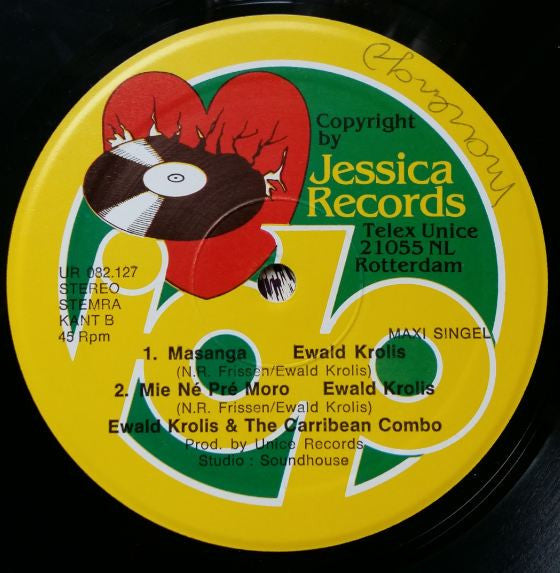 Copyright
by
Jessica
Records
Telex Unice
21055 NL
Rotterdam
UR 082.127
STEREO
STEMRA
KANT B
45 Rpm
MAXI SINGEL
1. Masanga Ewald Krolis
(N.R. Frissen/Ewald Krolis)
2. Mie Né Pré Moro Ewald Krolis
(N.R. Frissen/Ewald Krolis)
Ewald Krolis & The Carribean Combo
Prod. by Unice Records
Studio : Soundhouse